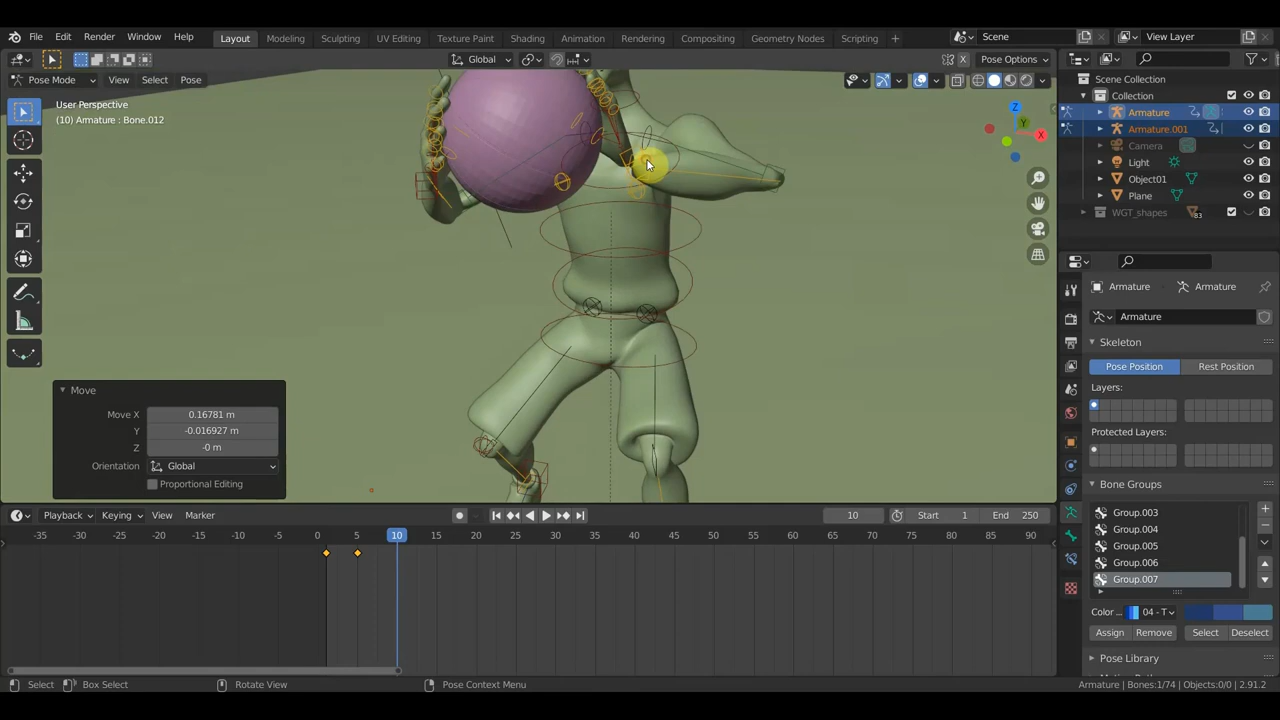 File Edit Render Window Help Layout Modeling Sculpting UV Editing Texture Paint Shading Animation Rendering Compositing Geometry Nodes Scripting + Scene View Layer
Global Pose Options
Pose Mode View Select Pose
User Perspective
(10) Armature : Bone.012
X Y Z
Scene Collection
Collection
Armature
Armature.001
Camera
Light
Object01
Plane
WGT_shapes 83
Move
Move X 0.16781 m
Y -0.016927 m
Z -0 m
Orientation Global
Proportional Editing
Armature Armature
Armature
Skeleton
Pose Position Rest Position
Layers:
Protected Layers:
Bone Groups
Group.003
Group.004
Group.005
Group.006
Group.007
Color ... 04 - T
Assign Remove Select Deselect
Pose Library
Playback Keying View Marker 10 Start 1 End 250
-35 -30 -25 -20 -15 -10 -5 0 5 10 15 20 25 30 35 40 45 50 55 60 65 70 75 80 85 90
Select Box Select Rotate View Pose Context Menu Armature | Bones:1/74 | Objects:0/0 | 2.91.2